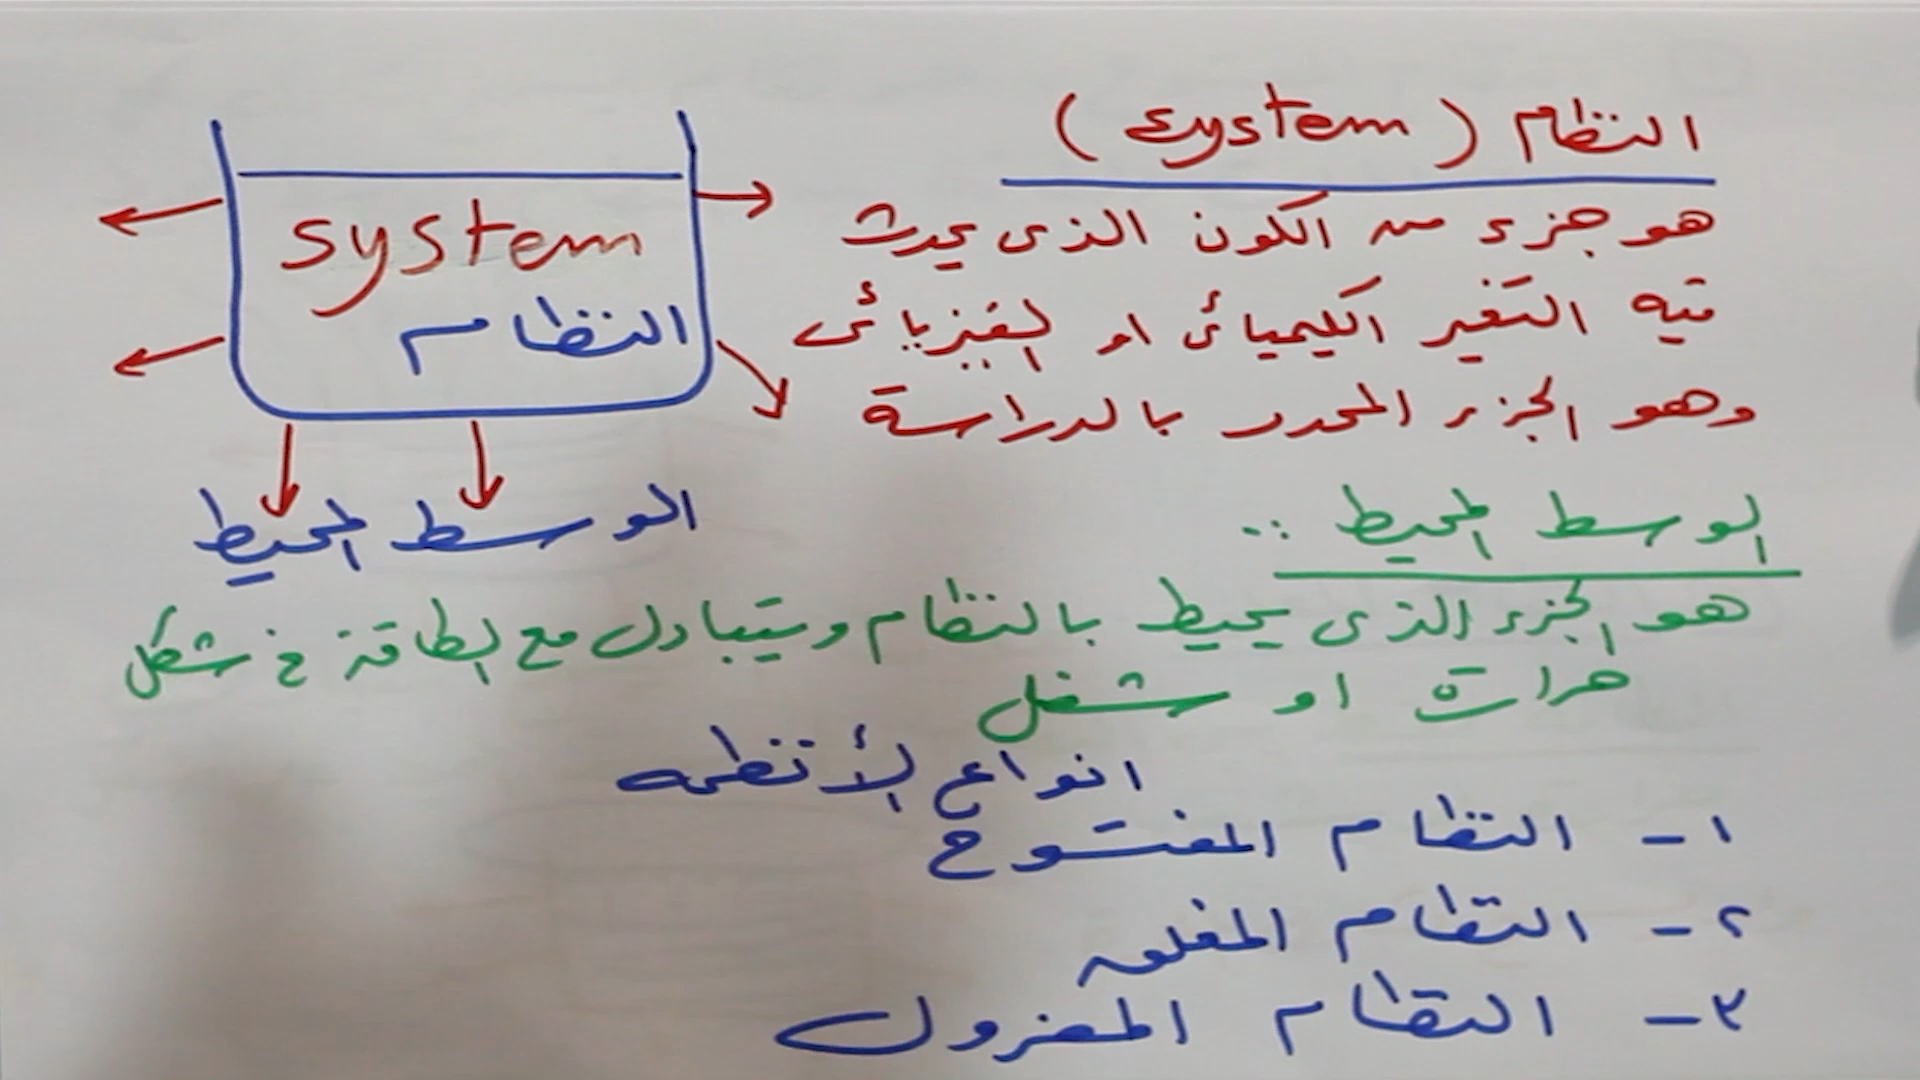 النظام (system)
هو جزء من الكون الذى يحدث
فيه التغير الكيميائى او الفيزيائى
وهو الجزء المحدد بالدراسة
system
النظام
الوسط المحيط
الوسط المحيط :..
هو الجزء الذى يحيط بالنظام ويتبادل مع الطاقة فى شكل
حرارة او شغل
انواع الأنظمه
١- النظام المفتوح
٢- النظام المغلق
٣- النظام المعزول